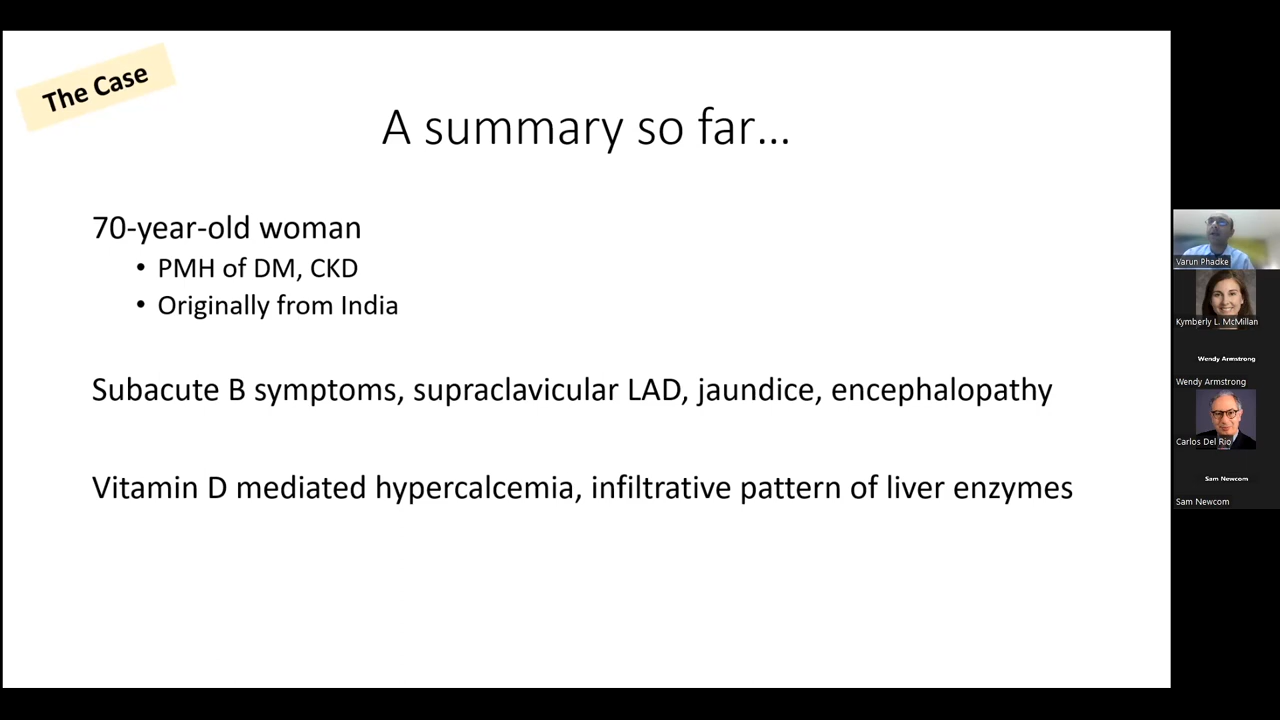 The Case
A summary so far...
70-year-old woman
• PMH of DM, CKD
• Originally from India
Subacute B symptoms, supraclavicular LAD, jaundice, encephalopathy
Vitamin D mediated hypercalcemia, infiltrative pattern of liver enzymes
Varun Phadke
Kymberly L. McMillan
Wendy Armstrong
Wendy Armstrong
Carlos Del Rio
Sam Newcom
Sam Newcom